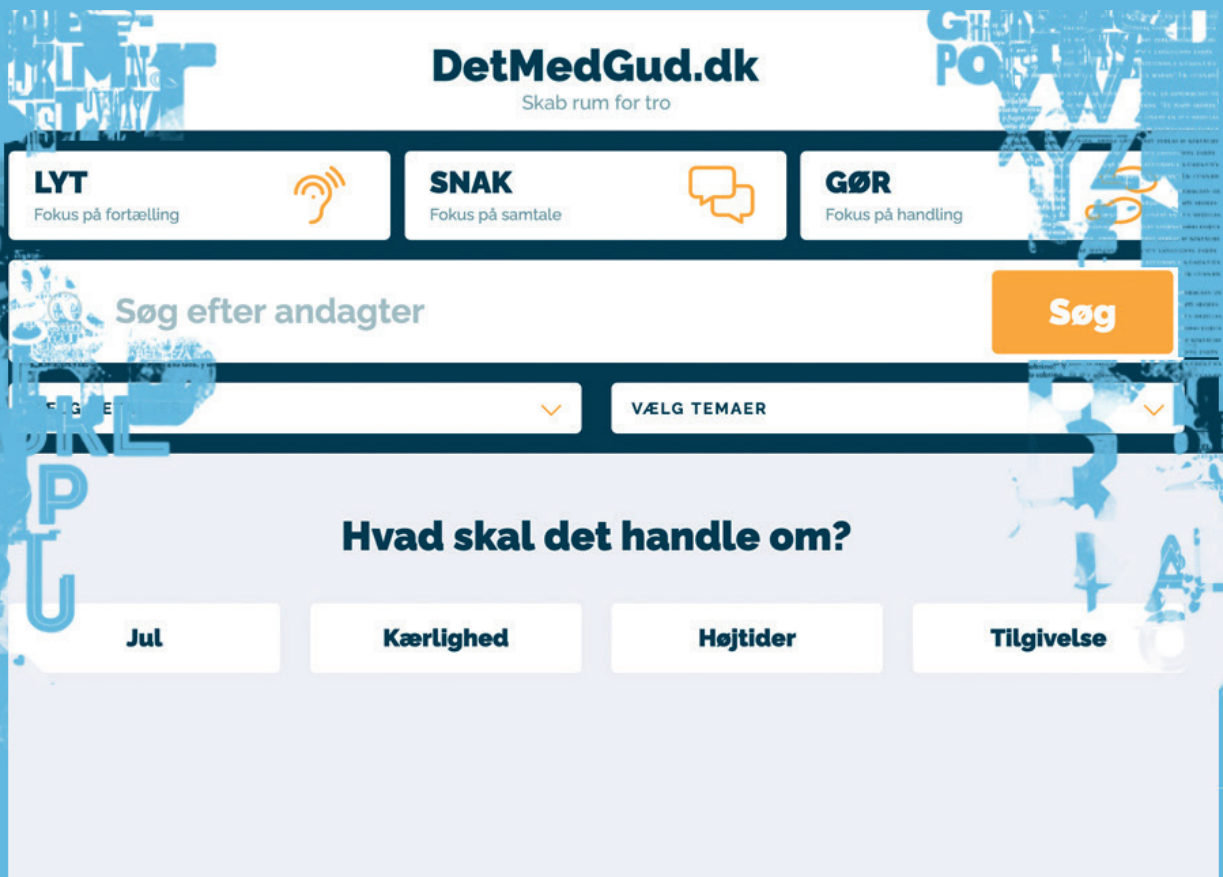 DetMedGud.dk
Skab rum for tro
LYT
Fokus på fortælling
SNAK
Fokus på samtale
GØR
Fokus på handling
Søg efter andagter
Søg
VÆLG TEMAER
Hvad skal det handle om?
Jul
Kærlighed
Højtider
Tilgivelse